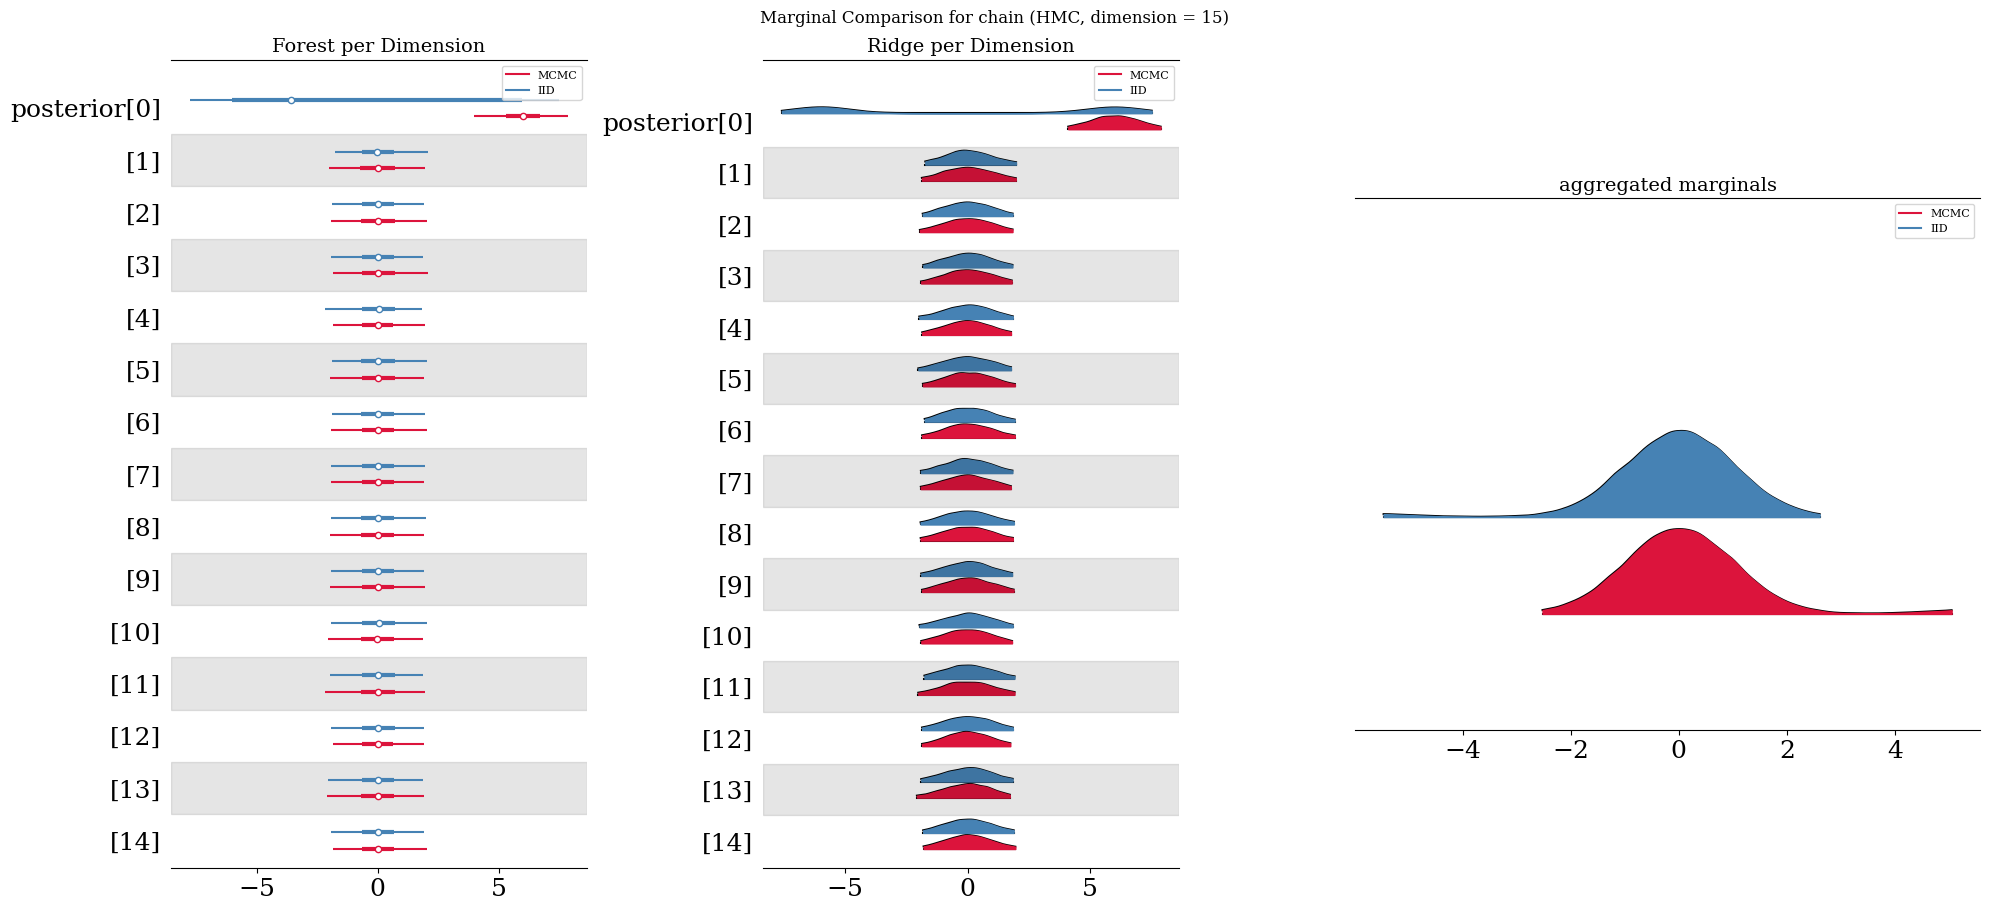 Marginal Comparison for chain (HMC, dimension = 15)
Forest per Dimension
MCMC
IID
posterior[0]
[1]
[2]
[3]
[4]
[5]
[6]
[7]
[8]
[9]
[10]
[11]
[12]
[13]
[14]
−5 0 5
Ridge per Dimension
MCMC
IID
posterior[0]
[1]
[2]
[3]
[4]
[5]
[6]
[7]
[8]
[9]
[10]
[11]
[12]
[13]
[14]
−5 0 5
aggregated marginals
MCMC
IID
−4 −2 0 2 4